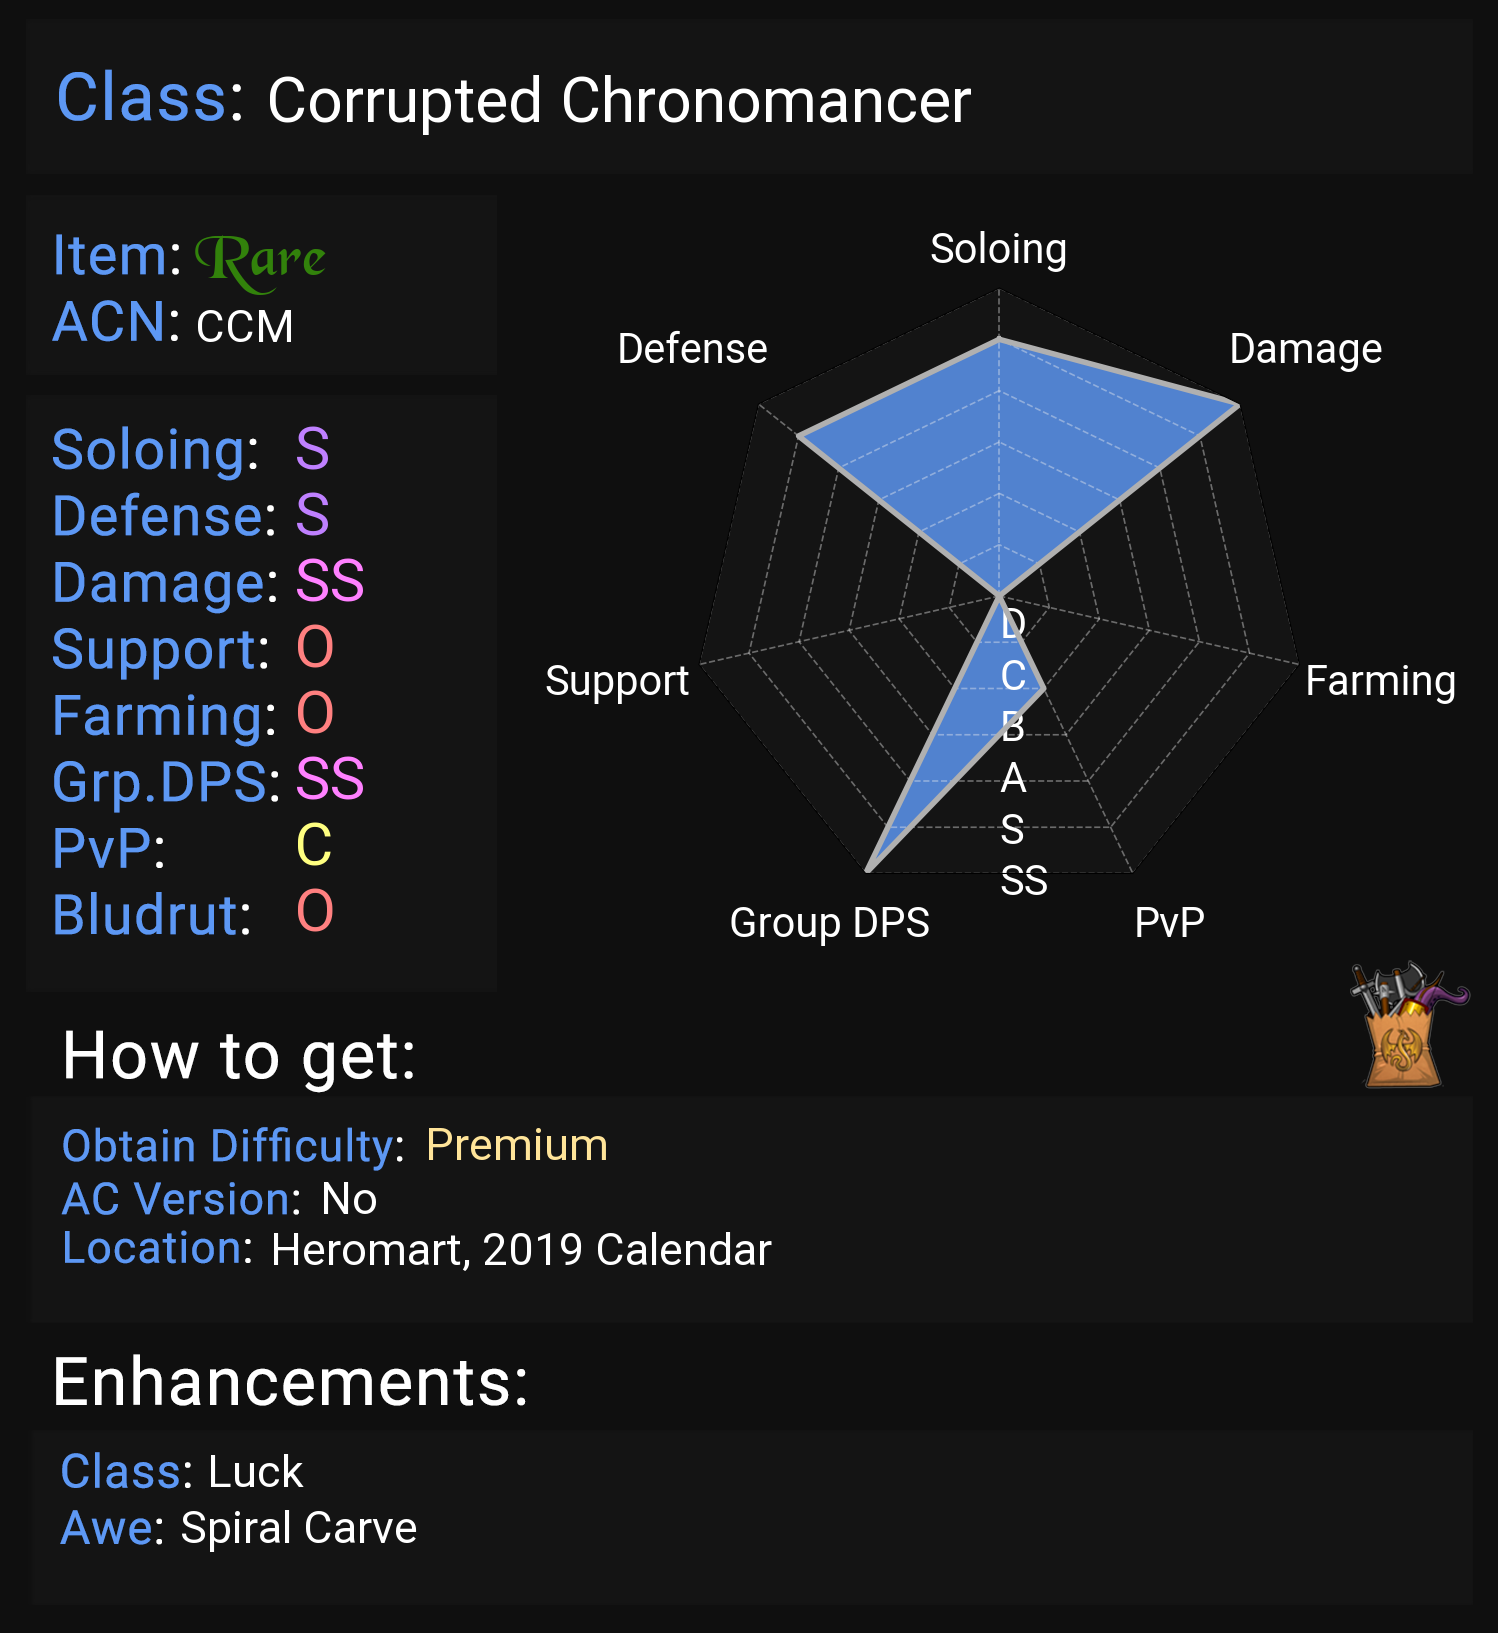 Class: Corrupted Chronomancer
Item: Rare
ACN: CCM
Soloing: S
Defense: S
Damage: SS
Support: O
Farming: O
Grp.DPS: SS
PvP: C
Bludrut: O
Soloing
Defense
Damage
Support
Farming
D
C
B
A
S
SS
Group DPS
PvP
How to get:
Obtain Difficulty: Premium
AC Version: No
Location: Heromart, 2019 Calendar
Enhancements:
Class: Luck
Awe: Spiral Carve